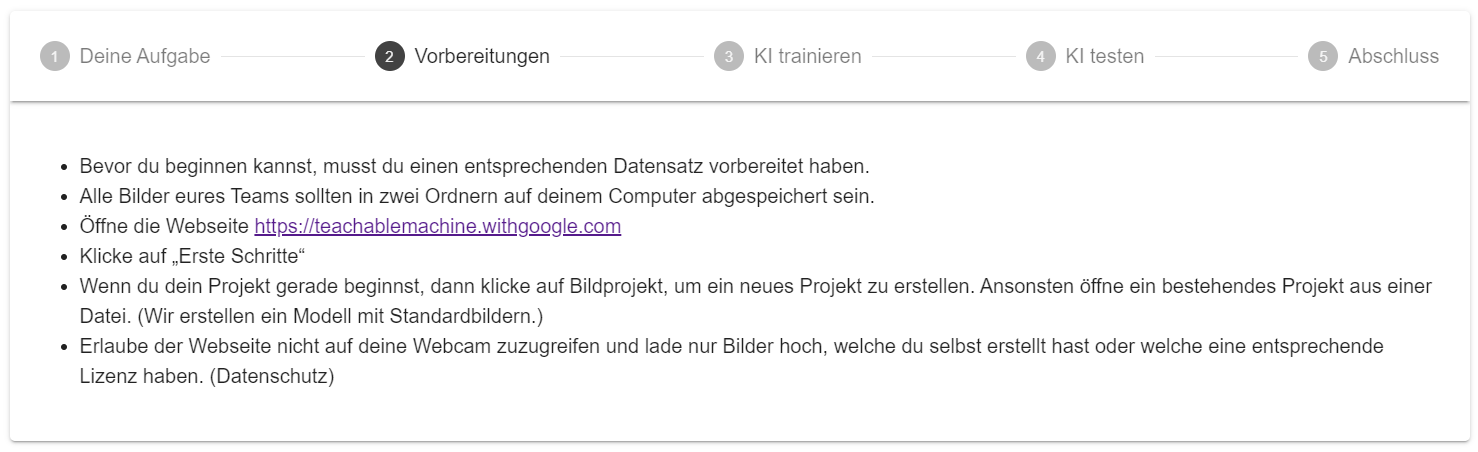 1 Deine Aufgabe 2 Vorbereitungen 3 KI trainieren 4 KI testen 5 Abschluss
• Bevor du beginnen kannst, musst du einen entsprechenden Datensatz vorbereitet haben.
• Alle Bilder eures Teams sollten in zwei Ordnern auf deinem Computer abgespeichert sein.
• Öffne die Webseite https://teachablemachine.withgoogle.com
• Klicke auf „Erste Schritte“
• Wenn du dein Projekt gerade beginnst, dann klicke auf Bildprojekt, um ein neues Projekt zu erstellen. Ansonsten öffne ein bestehendes Projekt aus einer
Datei. (Wir erstellen ein Modell mit Standardbildern.)
• Erlaube der Webseite nicht auf deine Webcam zuzugreifen und lade nur Bilder hoch, welche du selbst erstellt hast oder welche eine entsprechende
Lizenz haben. (Datenschutz)